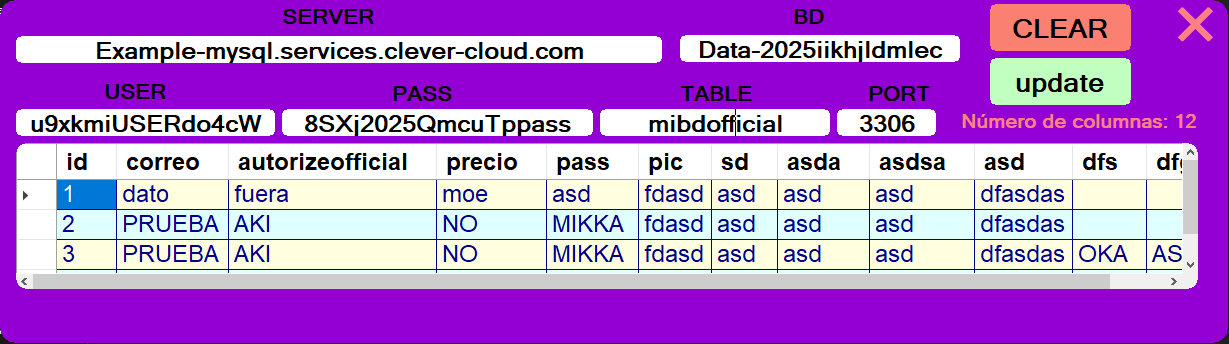 SERVER BD
Example-mysql.services.clever-cloud.com Data-2025iikhjldmlec
CLEAR
update
USER PASS TABLE PORT
u9xkmiUSERdo4cW 8SXj2025QmcuTppass mibdofficial 3306
Número de columnas: 12
id correo autorizeofficial precio pass pic sd asda asdsa asd dfs dfg
1 dato fuera moe asd fdasd asd asd asd dfasdas
2 PRUEBA AKI NO MIKKA fdasd asd asd asd dfasdas
3 PRUEBA AKI NO MIKKA fdasd asd asd asd dfasdas OKA AS